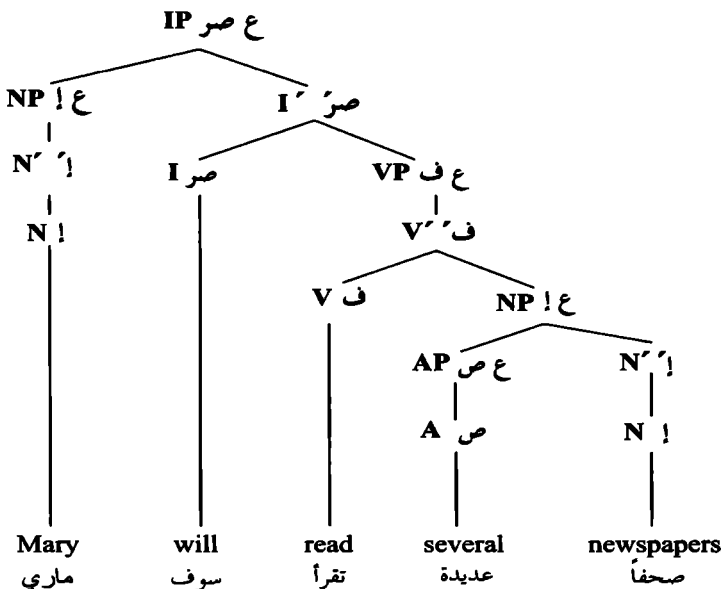 IP ع صر
NP ع إ I´ صرَ
N´ إَ I صر VP ع ف
N إ V´ فَ
V ف NP ع إ
AP ع ص N´ إَ
A ص N إ
Mary will read several newspapers
ماري سوف تقرأ عديدة صحفاً